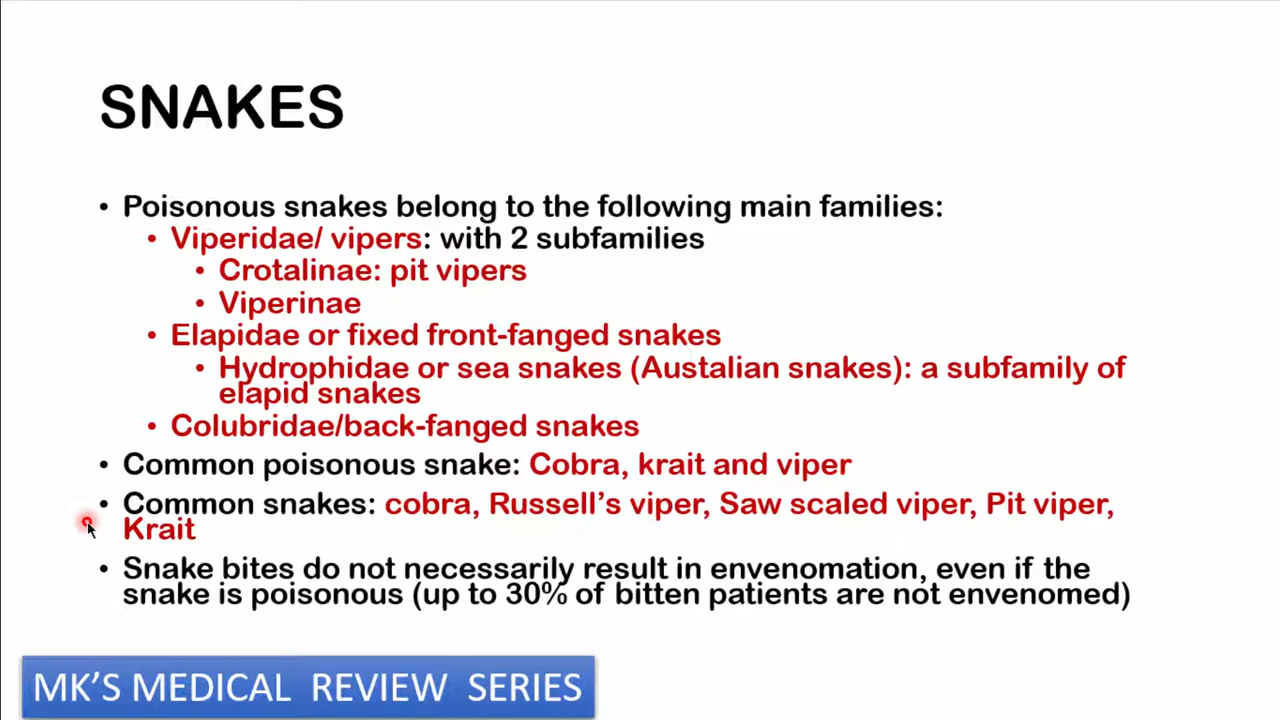 SNAKES
• Poisonous snakes belong to the following main families:
• Viperidae/ vipers: with 2 subfamilies
• Crotalinae: pit vipers
• Viperinae
• Elapidae or fixed front-fanged snakes
• Hydrophidae or sea snakes (Austalian snakes): a subfamily of
elapid snakes
• Colubridae/back-fanged snakes
• Common poisonous snake: Cobra, krait and viper
• Common snakes: cobra, Russell's viper, Saw scaled viper, Pit viper,
Krait
• Snake bites do not necessarily result in envenomation, even if the
snake is poisonous (up to 30% of bitten patients are not envenomed)
MK'S MEDICAL REVIEW SERIES